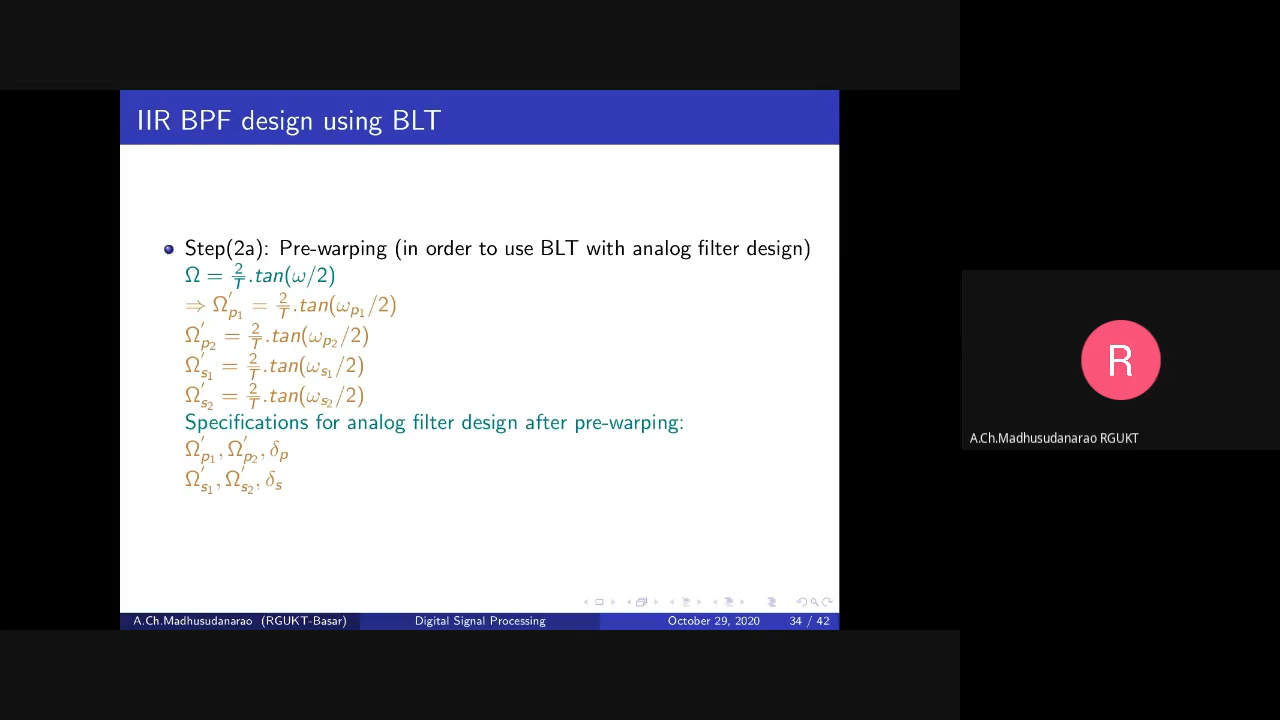 IIR BPF design using BLT
Step(2a): Pre-warping (in order to use BLT with analog filter design)
Ω = 2/T .tan(ω/2)
⇒ Ω′p1 = 2/T .tan(ωp1/2)
Ω′p2 = 2/T .tan(ωp2/2)
Ω′s1 = 2/T .tan(ωs1/2)
Ω′s2 = 2/T .tan(ωs2/2)
Specifications for analog filter design after pre-warping:
Ω′p1, Ω′p2, δp
Ω′s1, Ω′s2, δs
A.Ch.Madhusudanarao (RGUKT-Basar) Digital Signal Processing October 29, 2020 34 / 42
R
A.Ch.Madhusudanarao RGUKT